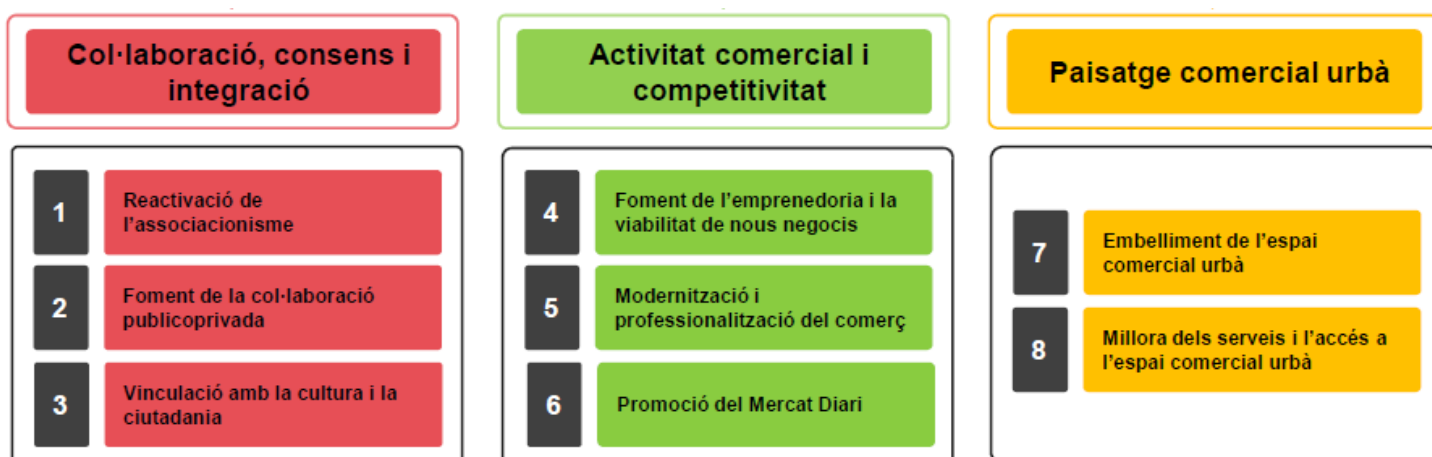 Col·laboració, consens i
integració
1
Reactivació de
l’associacionisme
2
Foment de la col·laboració
publicoprivada
3
Vinculació amb la cultura i la
ciutadania
Activitat comercial i
competitivitat
4
Foment de l’emprenedoria i la
viabilitat de nous negocis
5
Modernització i
professionalització del comerç
6
Promoció del Mercat Diari
Paisatge comercial urbà
7
Embelliment de l’espai
comercial urbà
8
Millora dels serveis i l’accés a
l’espai comercial urbà